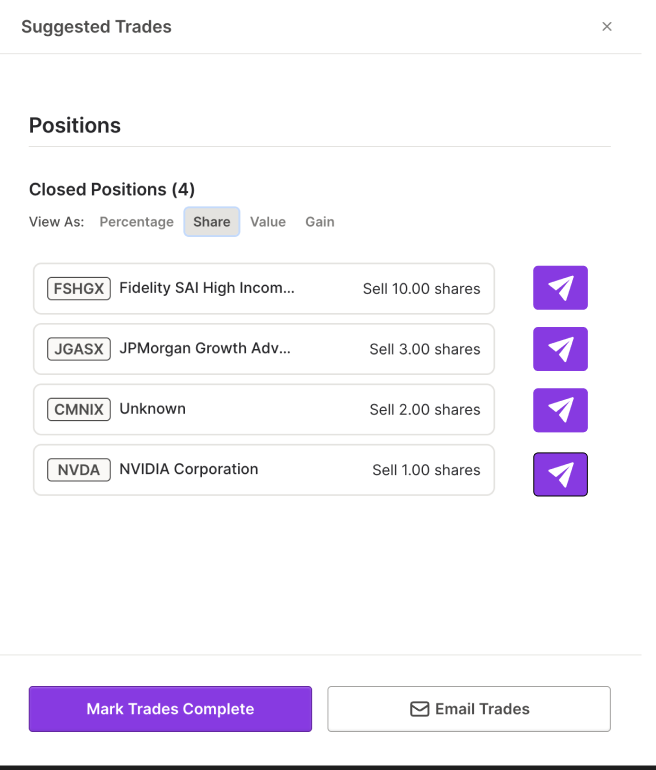 Suggested Trades ×
Positions
Closed Positions (4)
View As: Percentage Share Value Gain
FSHGX Fidelity SAI High Incom... Sell 10.00 shares
JGASX JPMorgan Growth Adv... Sell 3.00 shares
CMNIX Unknown Sell 2.00 shares
NVDA NVIDIA Corporation Sell 1.00 shares
Mark Trades Complete Email Trades